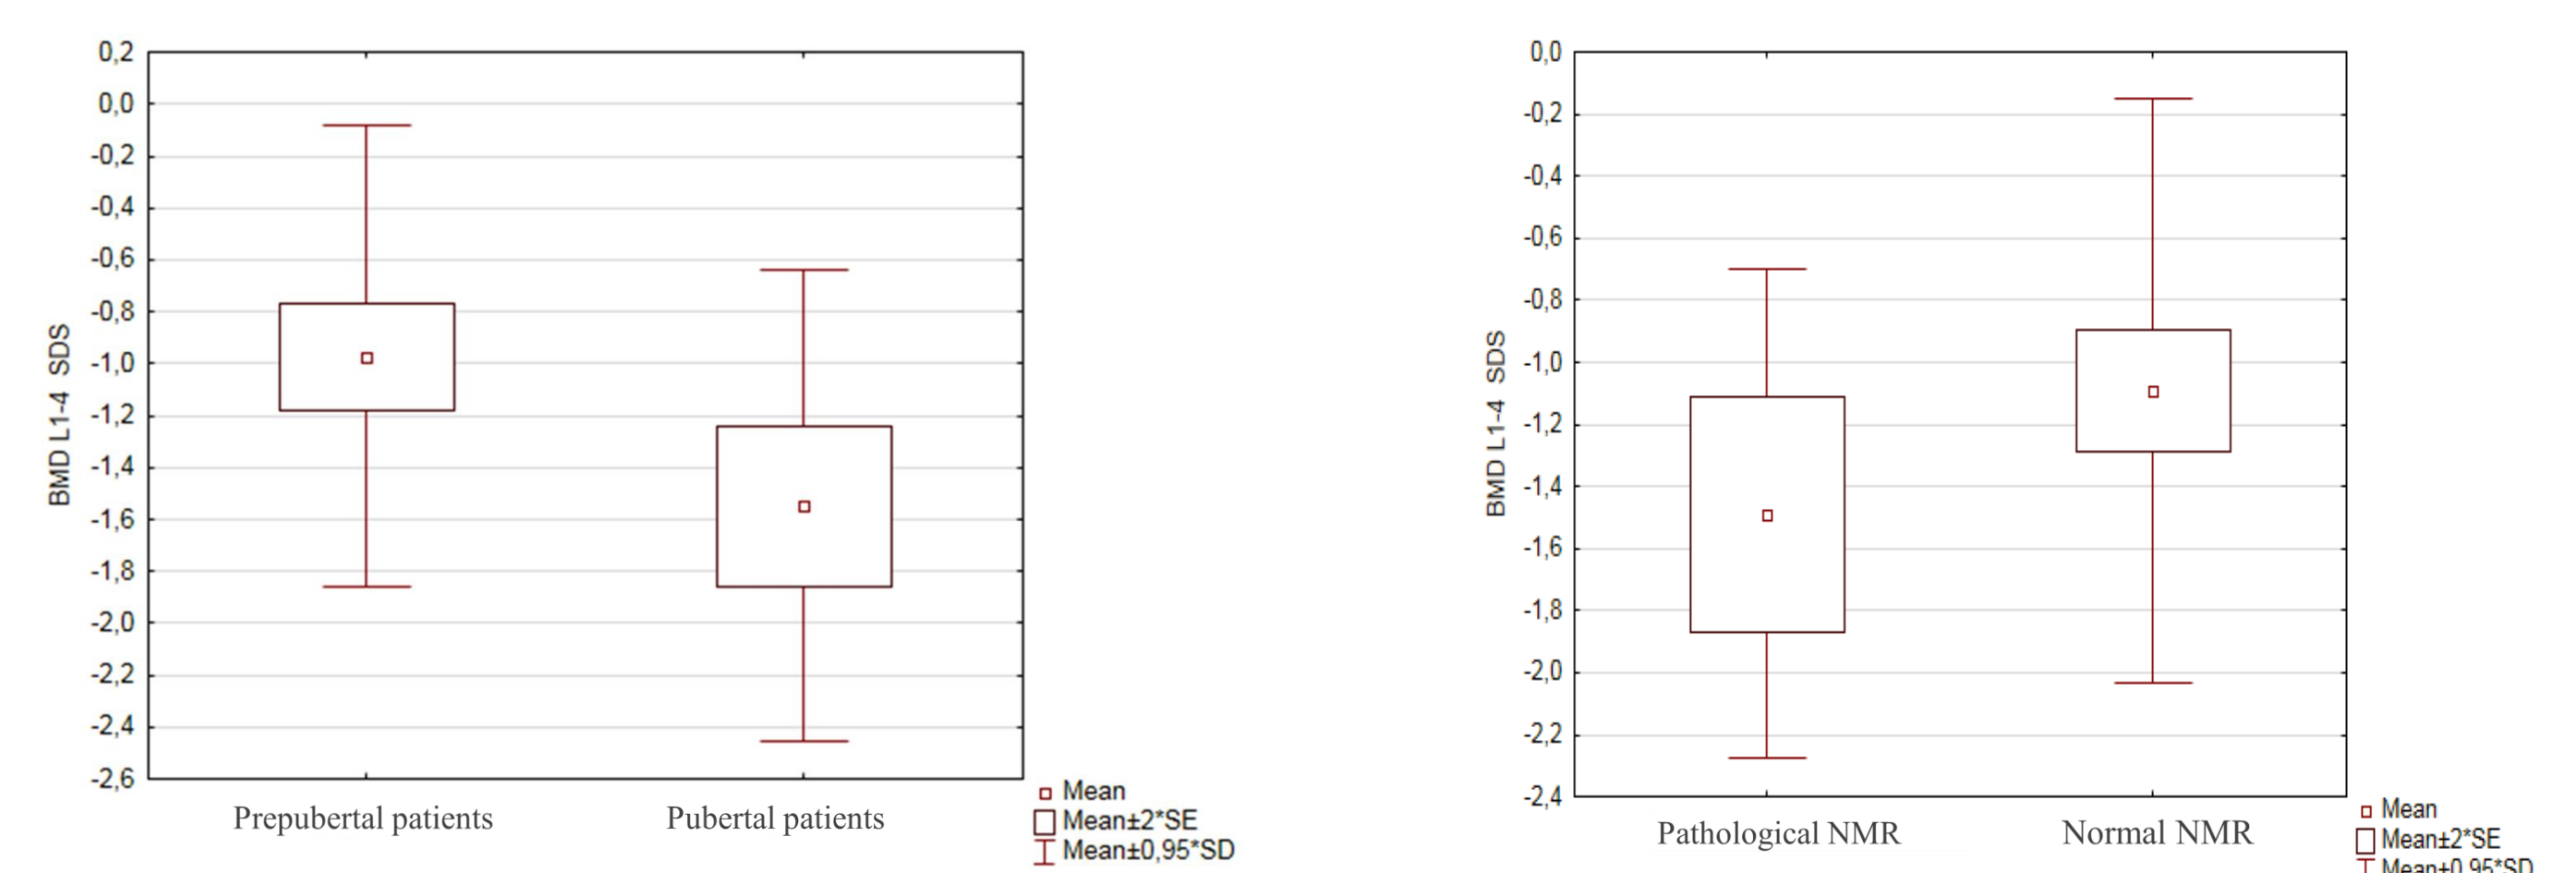 0,2
0,0
-0,2
-0,4
-0,6
-0,8
-1,0
-1,2
-1,4
-1,6
-1,8
-2,0
-2,2
-2,4
-2,6
BMD L1-4 SDS
Prepubertal patients
Pubertal patients
Mean
Mean±2*SE
Mean±0,95*SD
0,0
-0,2
-0,4
-0,6
-0,8
-1,0
-1,2
-1,4
-1,6
-1,8
-2,0
-2,2
-2,4
BMD L1-4 SDS
Pathological NMR
Normal NMR
Mean
Mean±2*SE
Mean±0,95*SD